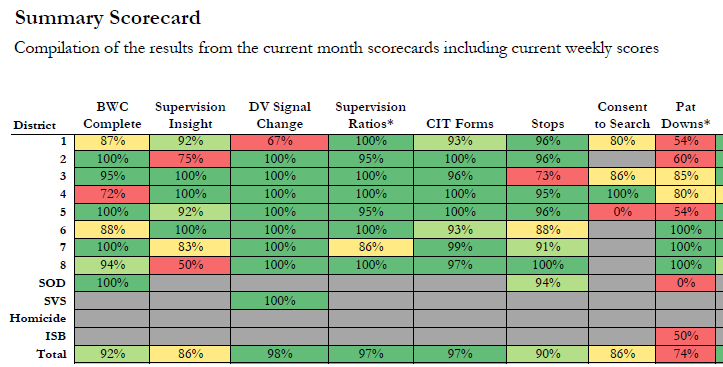 Summary Scorecard
Compilation of the results from the current month scorecards including current weekly scores
BWC Supervision DV Signal Supervision Consent Pat
District Complete Insight Change Ratios* CIT Forms Stops to Search Downs*
1 87% 92% 67% 100% 93% 96% 80% 54%
2 100% 75% 100% 95% 100% 96% 60%
3 95% 100% 100% 100% 96% 73% 86% 85%
4 72% 100% 100% 100% 100% 95% 100% 80%
5 100% 92% 100% 95% 100% 96% 0% 54%
6 88% 100% 100% 100% 93% 88% 100%
7 100% 83% 100% 86% 99% 91% 100%
8 94% 50% 100% 100% 97% 100% 100%
SOD 100% 94% 0%
SVS 100%
Homicide
ISB 50%
Total 92% 86% 98% 97% 97% 90% 86% 74%